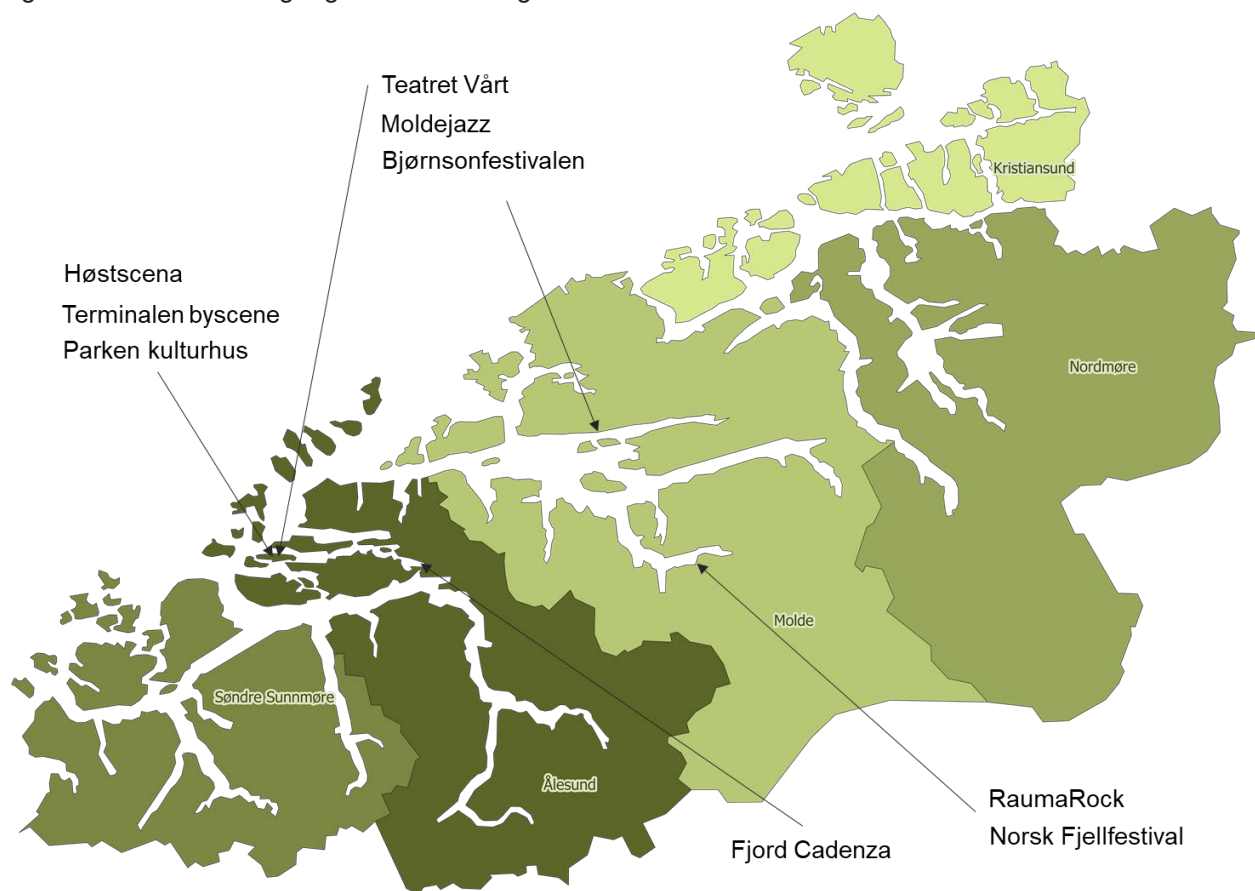 Teatret Vårt
Moldejazz
Bjørnsonfestivalen
Kristiansund
Høstscena
Terminalen byscene
Parken kulturhus
Nordmøre
Molde
Søndre Sunnmøre
Ålesund
RaumaRock
Norsk Fjellfestival
Fjord Cadenza